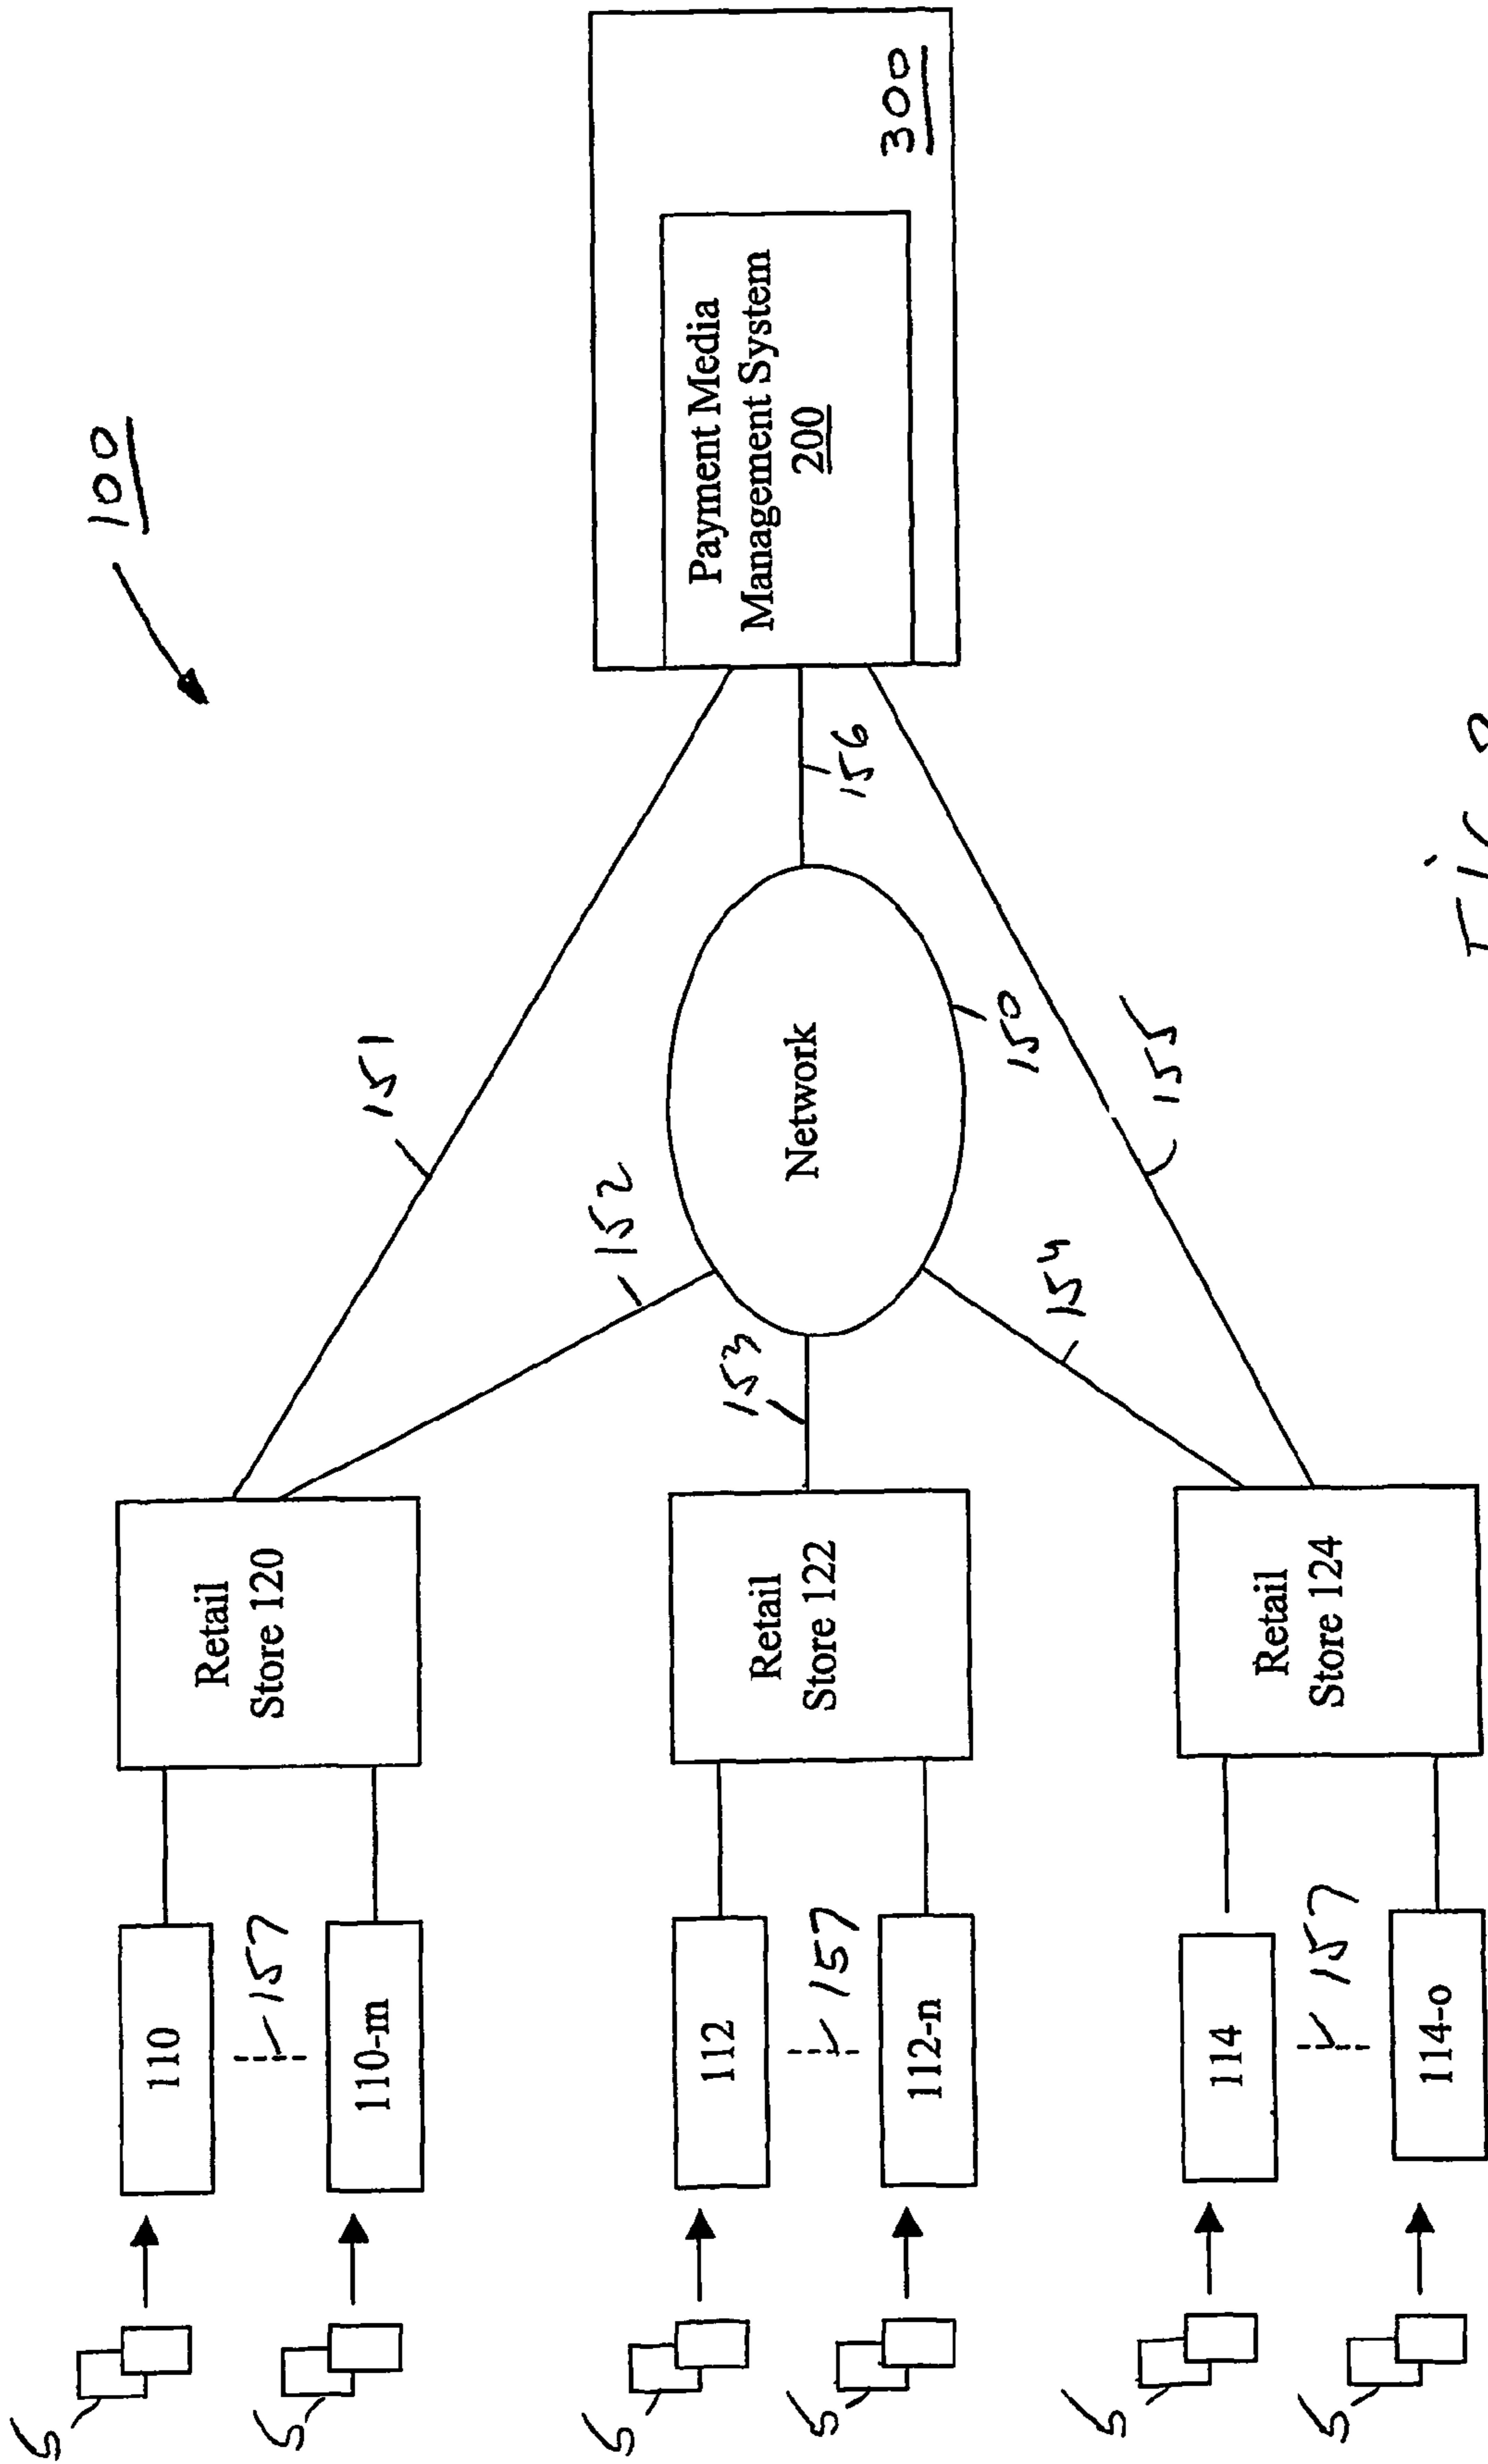 100
5
110
157
5
110-m
Retail
Store 120
151
152
5
112
157
5
112-n
Retail
Store 122
153
Network
150
156
Payment Media
Management System
200
300
5
114
157
5
114-o
Retail
Store 124
154
155